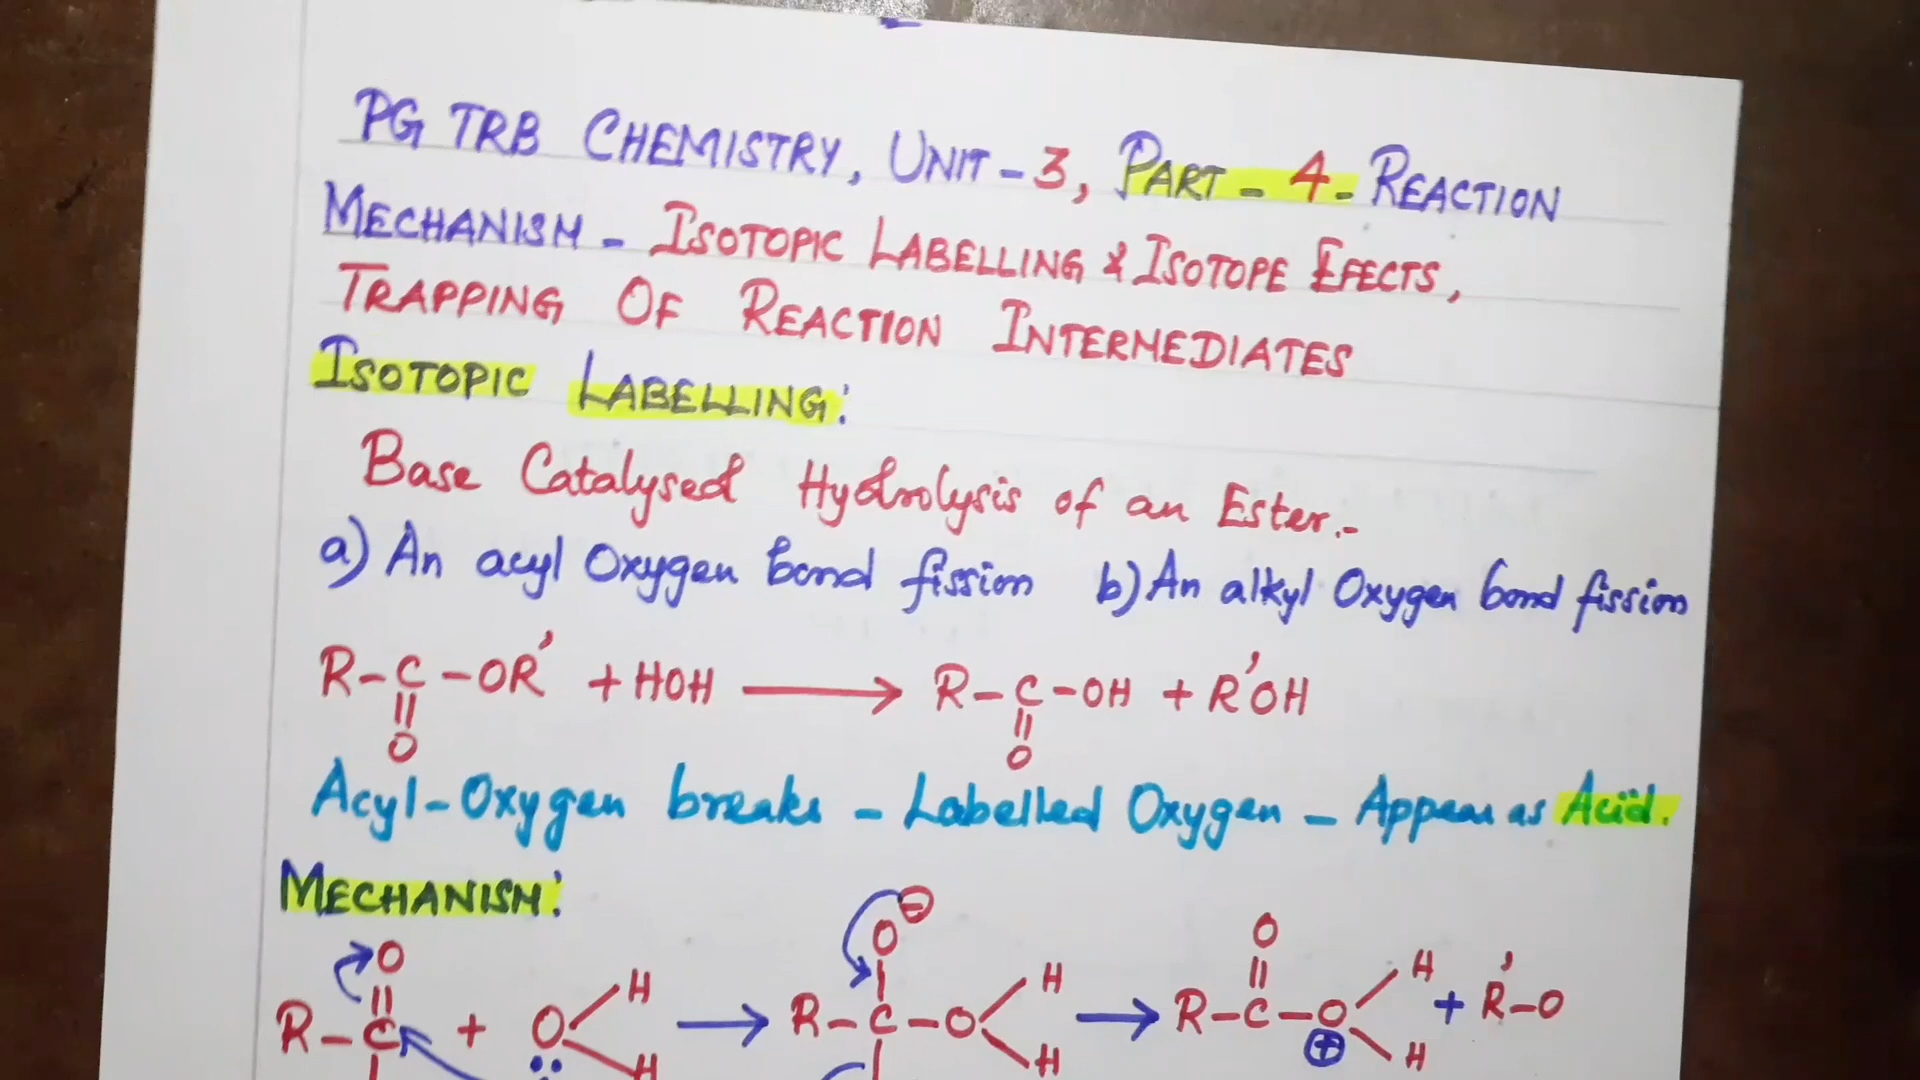 PG TRB CHEMISTRY, UNIT - 3, PART - 4 - REACTION
MECHANISM - ISOTOPIC LABELLING & ISOTOPE EFECTS,
TRAPPING OF REACTION INTERMEDIATES
ISOTOPIC LABELLING:
Base Catalysed Hydrolysis of an Ester.-
a) An acyl Oxygen bond fission b) An alkyl Oxygen bond fission
R-C-OR' + HOH → R-C-OH + R'OH
|| ||
O O
Acyl-Oxygen breaks - Labelled Oxygen - Appear as Acid.
MECHANISM:
O O⊖ O
|| | ||
R-C + O H H → R-C-O H H → R-C-O⊕ H H + R'-O